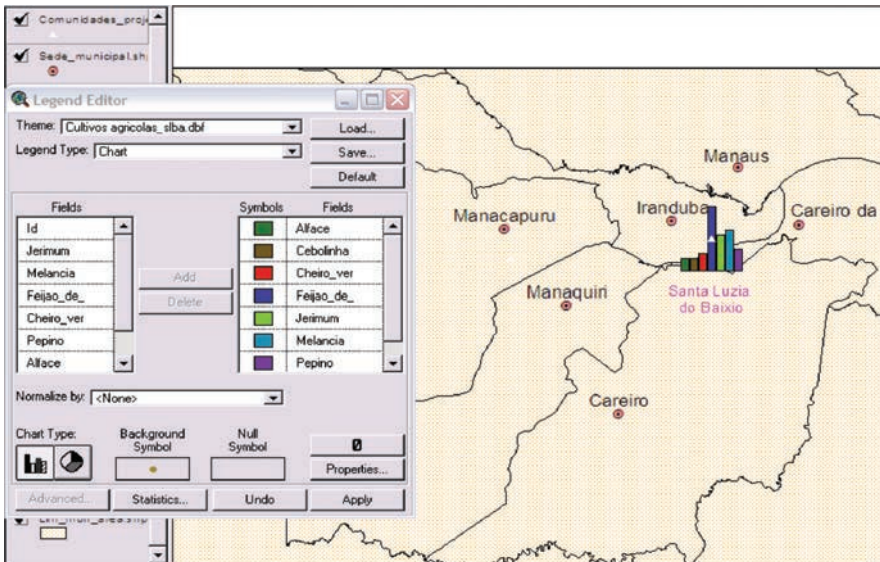 Comunidades_proje
Sede_municipal.sh
Legend Editor
Theme: Cultivos agricolas_slba.dbf
Load...
Legend Type: Chart
Save...
Default
Fields
Symbols Fields
Id
Jerimum
Melancia
Feijao_de_
Cheiro_ver
Pepino
Alface
Add
Delete
Alface
Cebolinha
Cheiro_ver
Feijao_de_
Jerimum
Melancia
Pepino
Normalize by: <None>
Chart Type:
Background
Symbol
Null
Symbol
0
Properties...
Advanced...
Statistics...
Undo
Apply
Manaus
Iranduba
Manacapuru
Careiro da
Manaquiri
Santa Luzia
do Baixio
Careiro